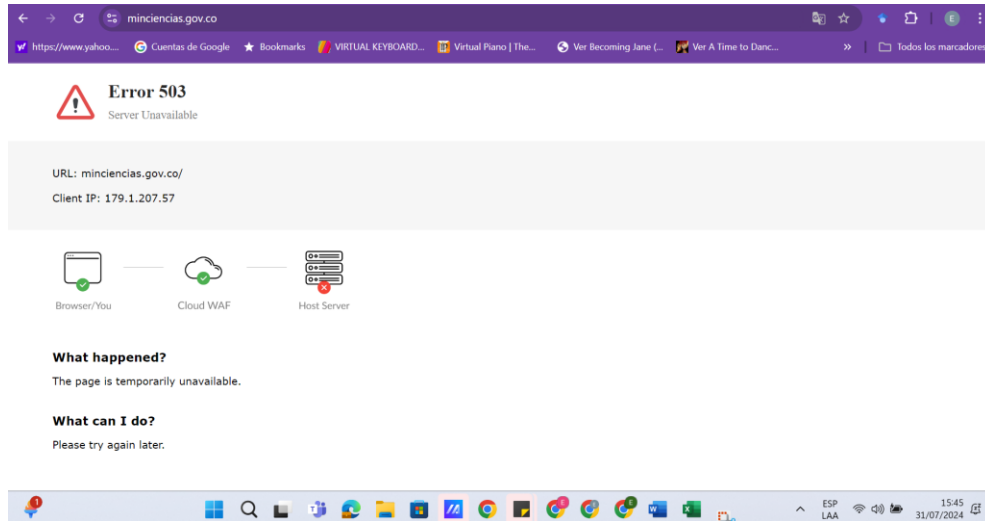 minciencias.gov.co
https://www.yahoo.... Cuentas de Google Bookmarks VIRTUAL KEYBOARD... Virtual Piano | The... Ver Becoming Jane (... Ver A Time to Danc... » Todos los marcadores
E
Error 503
Server Unavailable
URL: minciencias.gov.co/
Client IP: 179.1.207.57
Browser/You Cloud WAF Host Server
What happened?
The page is temporarily unavailable.
What can I do?
Please try again later.
1
ESP 15:45
LAA 31/07/2024